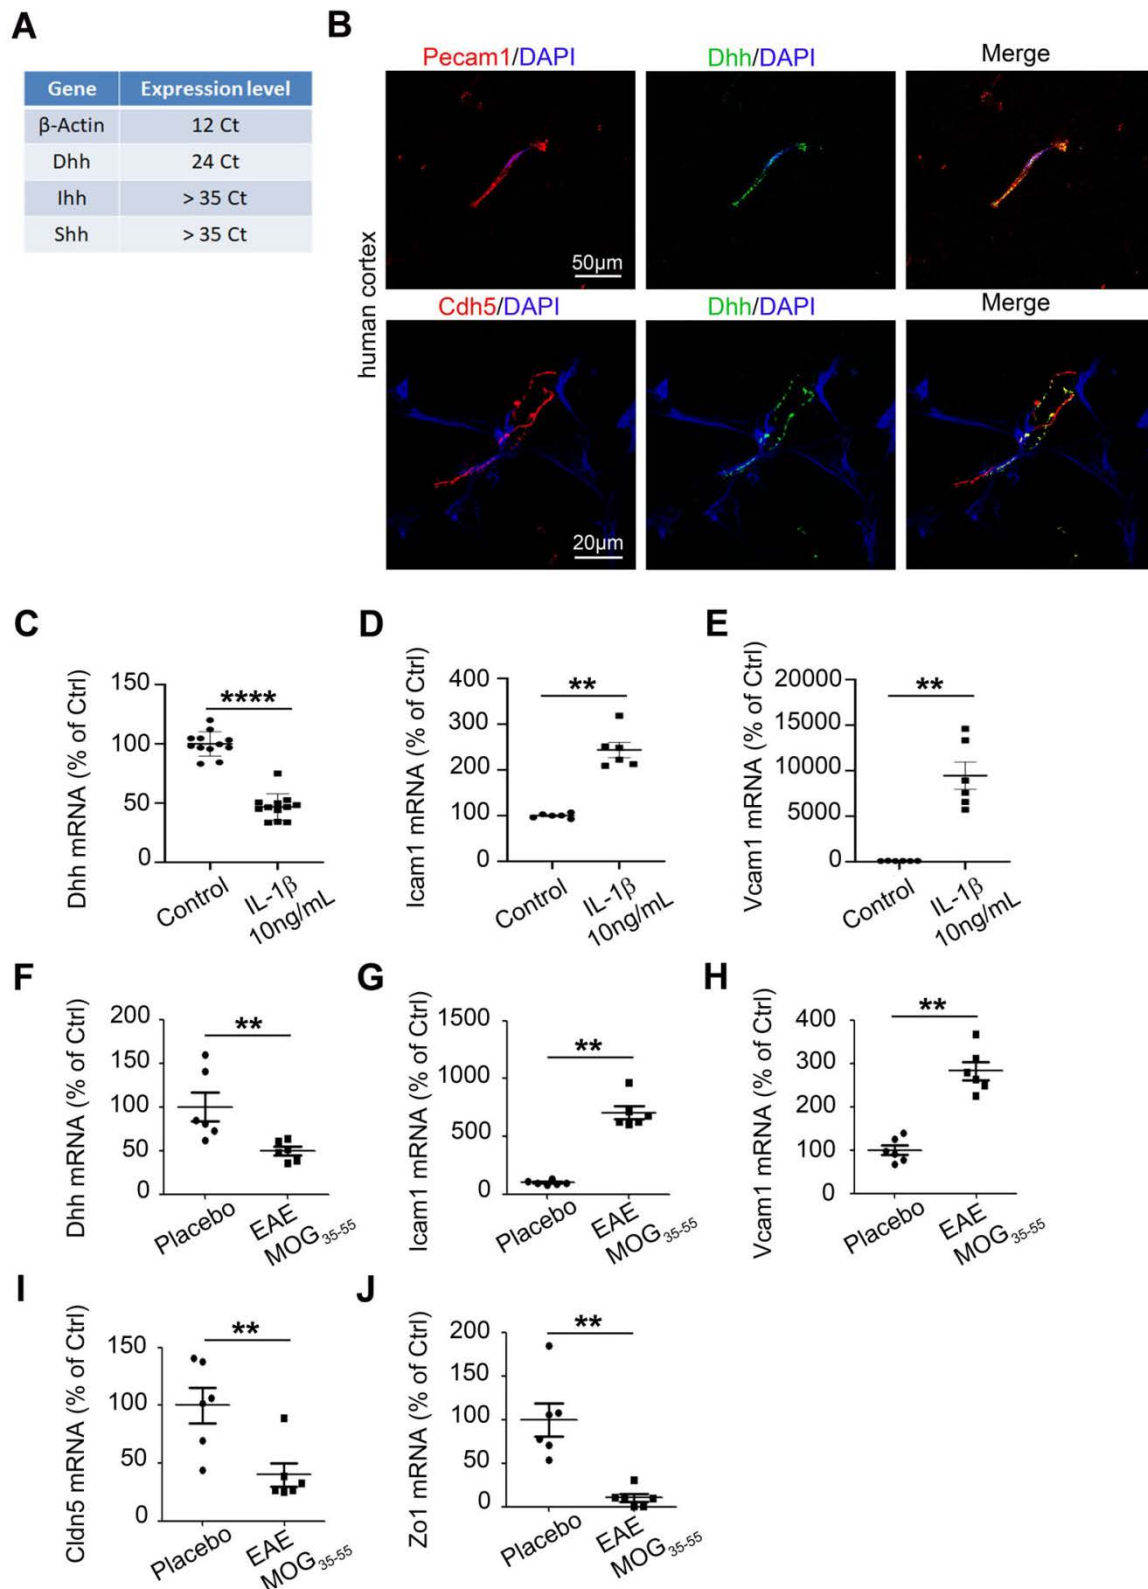 A
Gene Expression level
β-Actin 12 Ct
Dhh 24 Ct
Ihh > 35 Ct
Shh > 35 Ct
B
Pecam1/DAPI Dhh/DAPI Merge
50µm
human cortex
Cdh5/DAPI Dhh/DAPI Merge
20µm
C
Dhh mRNA (% of Ctrl)
150
100
50
0
****
Control
IL-1β
10ng/mL
D
Icam1 mRNA (% of Ctrl)
400
300
200
100
0
**
Control
IL-1β
10ng/mL
E
Vcam1 mRNA (% of Ctrl)
20000
15000
10000
5000
0
**
Control
IL-1β
10ng/mL
F
Dhh mRNA (% of Ctrl)
200
150
100
50
0
**
Placebo
EAE
MOG35-55
G
Icam1 mRNA (% of Ctrl)
1500
1000
500
0
**
Placebo
EAE
MOG35-55
H
Vcam1 mRNA (% of Ctrl)
400
300
200
100
0
**
Placebo
EAE
MOG35-55
I
Cldn5 mRNA (% of Ctrl)
150
100
50
0
**
Placebo
EAE
MOG35-55
J
Zo1 mRNA (% of Ctrl)
200
150
100
50
0
**
Placebo
EAE
MOG35-55